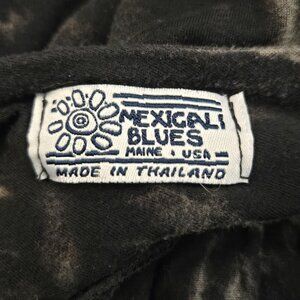 MEXICALI
BLUES
MAINE • USA
MADE IN THAILAND